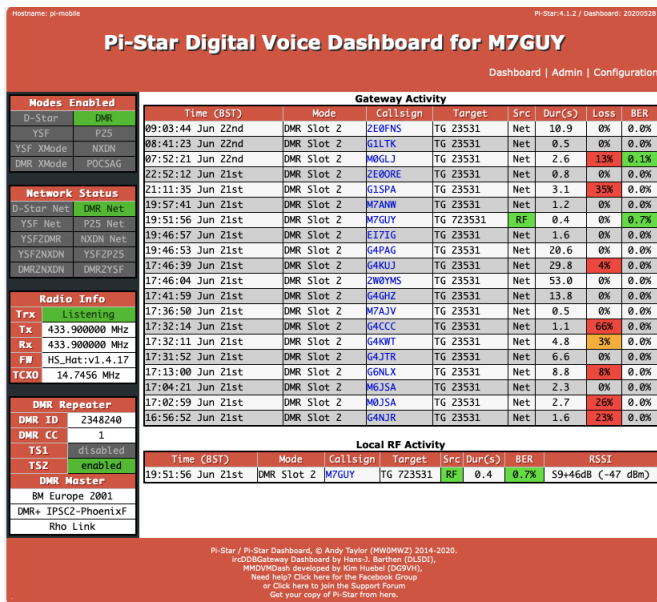 Hostname: pi-mobile
Pi-Star:4.1.2 / Dashboard: 20200528
Pi-Star Digital Voice Dashboard for M7GUY
Dashboard | Admin | Configuration
Modes Enabled
D-Star DMR
YSF P25
YSF XMode NXDN
DMR XMode POCSAG
Network Status
D-Star Net DMR Net
YSF Net P25 Net
YSF2DMR NXDN Net
YSF2NXDN YSF2P25
DMR2NXDN DMR2YSF
Radio Info
Trx Listening
Tx 433.900000 MHz
Rx 433.900000 MHz
FW HS_Hat:v1.4.17
TCXO 14.7456 MHz
DMR Repeater
DMR ID 2348240
DMR CC 1
TS1 disabled
TS2 enabled
DMR Master
BM Europe 2001
DMR+ IPSC2-PhoenixF
Rho Link
Gateway Activity
Time (BST) Mode Callsign Target Src Dur(s) Loss BER
09:03:44 Jun 22nd DMR Slot 2 2E0FNS TG 23531 Net 10.9 0% 0.0%
08:41:23 Jun 22nd DMR Slot 2 G1LTK TG 23531 Net 0.5 0% 0.0%
07:52:21 Jun 22nd DMR Slot 2 M0GLJ TG 23531 Net 2.6 13% 0.1%
22:52:12 Jun 21st DMR Slot 2 2E0ORE TG 23531 Net 0.8 0% 0.0%
21:11:35 Jun 21st DMR Slot 2 G1SPA TG 23531 Net 3.1 35% 0.0%
19:57:41 Jun 21st DMR Slot 2 M7ANW TG 23531 Net 1.2 0% 0.0%
19:51:56 Jun 21st DMR Slot 2 M7GUY TG 723531 RF 0.4 0% 0.7%
19:46:57 Jun 21st DMR Slot 2 EI7IG TG 23531 Net 1.6 0% 0.0%
19:46:53 Jun 21st DMR Slot 2 G4PAG TG 23531 Net 20.6 0% 0.0%
17:46:39 Jun 21st DMR Slot 2 G4KUJ TG 23531 Net 29.8 4% 0.0%
17:46:04 Jun 21st DMR Slot 2 2W0YMS TG 23531 Net 53.0 0% 0.0%
17:41:59 Jun 21st DMR Slot 2 G4GHZ TG 23531 Net 13.8 0% 0.0%
17:36:50 Jun 21st DMR Slot 2 M7AJV TG 23531 Net 0.5 0% 0.0%
17:32:14 Jun 21st DMR Slot 2 G4CCC TG 23531 Net 1.1 66% 0.0%
17:32:11 Jun 21st DMR Slot 2 G4KWT TG 23531 Net 4.8 3% 0.0%
17:31:52 Jun 21st DMR Slot 2 G4JTR TG 23531 Net 6.6 0% 0.0%
17:13:00 Jun 21st DMR Slot 2 G6NLX TG 23531 Net 8.8 8% 0.0%
17:04:21 Jun 21st DMR Slot 2 M6JSA TG 23531 Net 2.3 0% 0.0%
17:02:59 Jun 21st DMR Slot 2 M0JSA TG 23531 Net 2.7 26% 0.0%
16:56:52 Jun 21st DMR Slot 2 G4NJR TG 23531 Net 1.6 23% 0.0%
Local RF Activity
Time (BST) Mode Callsign Target Src Dur(s) BER RSSI
19:51:56 Jun 21st DMR Slot 2 M7GUY TG 723531 RF 0.4 0.7% S9+46dB (-47 dBm)
Pi-Star / Pi-Star Dashboard, © Andy Taylor (MW0MWZ) 2014-2020.
ircDDBGateway Dashboard by Hans-J. Barthen (DL5DI),
MMDVMDash developed by Kim Huebel (DG9VH),
Need help? Click here for the Facebook Group
or Click here to join the Support Forum
Get your copy of Pi-Star from here.